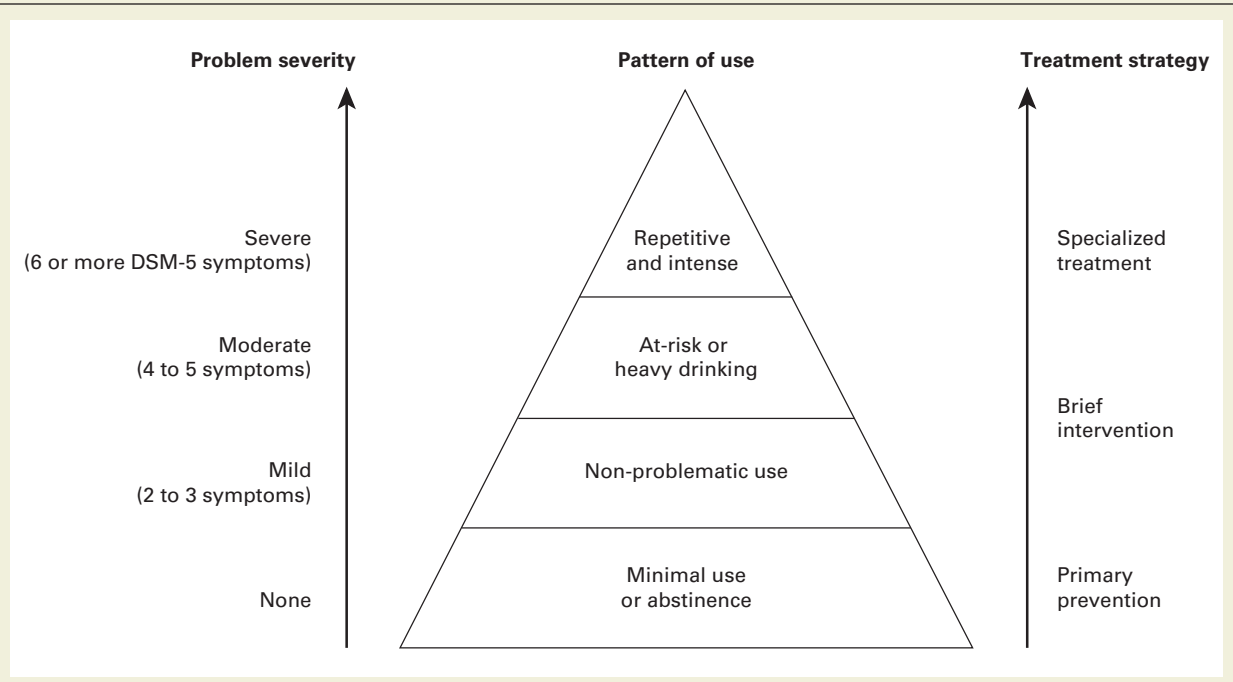 Problem severity
Pattern of use
Treatment strategy
Severe
(6 or more DSM-5 symptoms)
Repetitive
and intense
Specialized
treatment
Moderate
(4 to 5 symptoms)
At-risk or
heavy drinking
Brief
intervention
Mild
(2 to 3 symptoms)
Non-problematic use
None
Minimal use
or abstinence
Primary
prevention